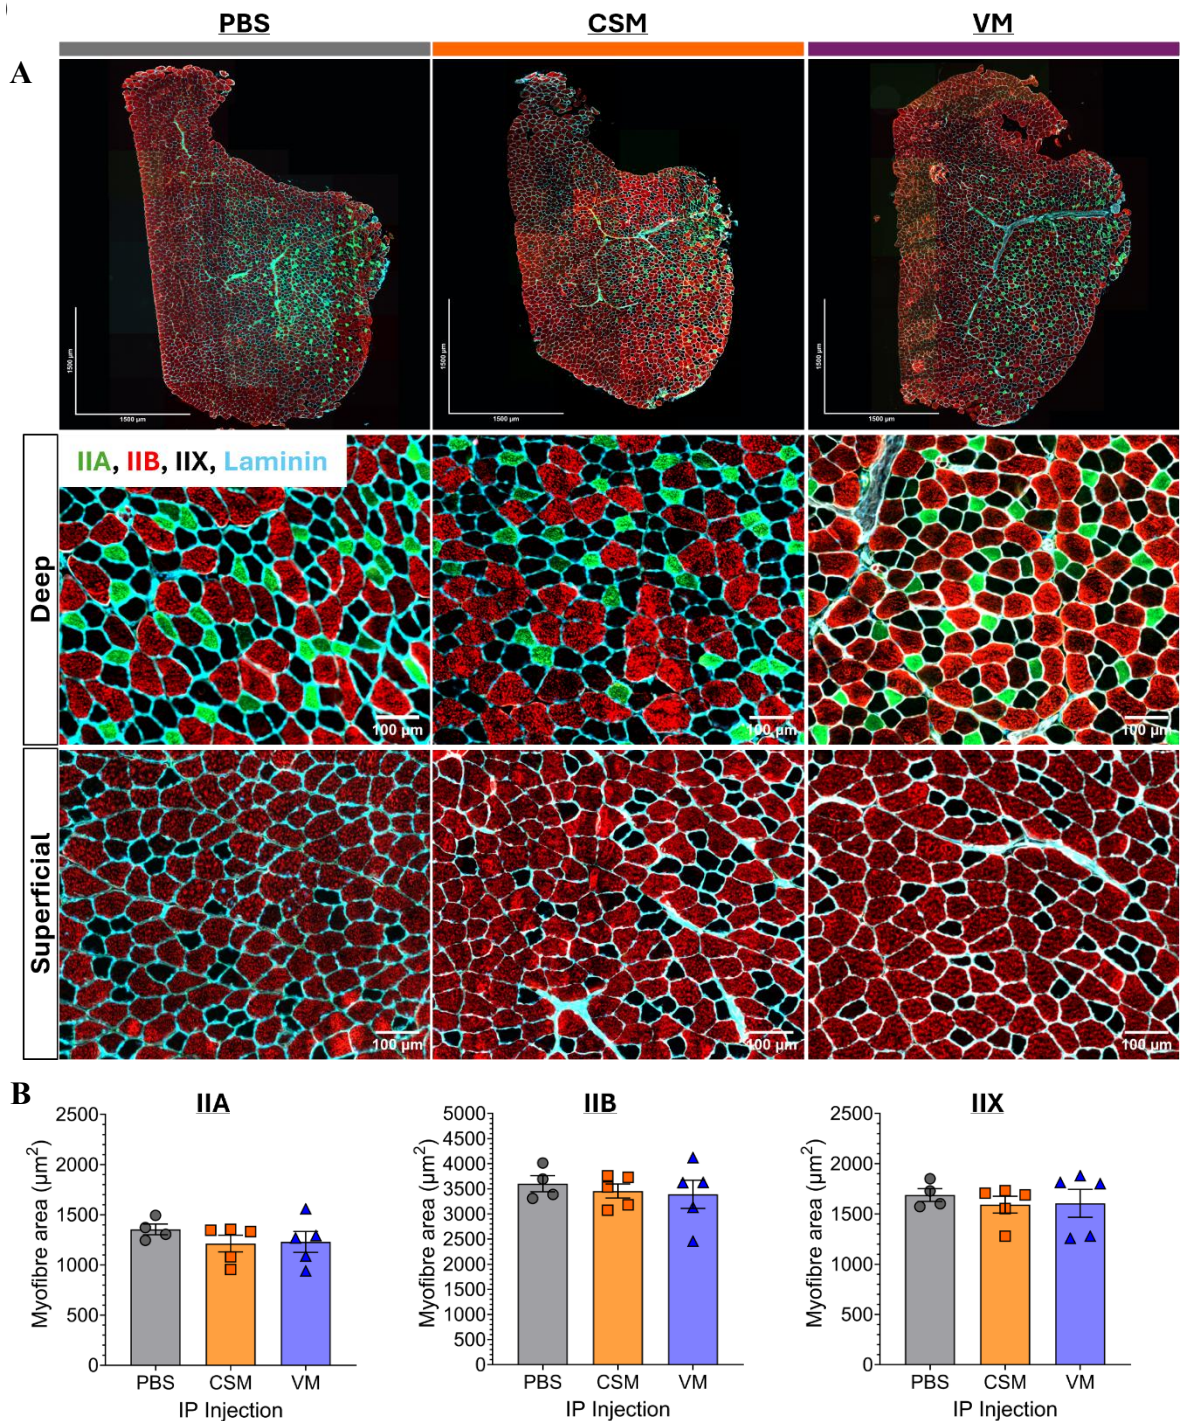 PBS CSM VM
A
1500 µm 1500 µm 1500 µm
1500 µm 1500 µm 1500 µm
IIA, IIB, IIX, Laminin
Deep
100 µm 100 µm 100 µm
Superficial
100 µm 100 µm 100 µm
B
IIA
Myofibre area (µm²)
2500
2000
1500
1000
500
0
PBS CSM VM
IP Injection
IIB
Myofibre area (µm²)
5000
4500
4000
3500
3000
2500
2000
1500
1000
500
0
PBS CSM VM
IP Injection
IIX
Myofibre area (µm²)
2500
2000
1500
1000
500
0
PBS CSM VM
IP Injection